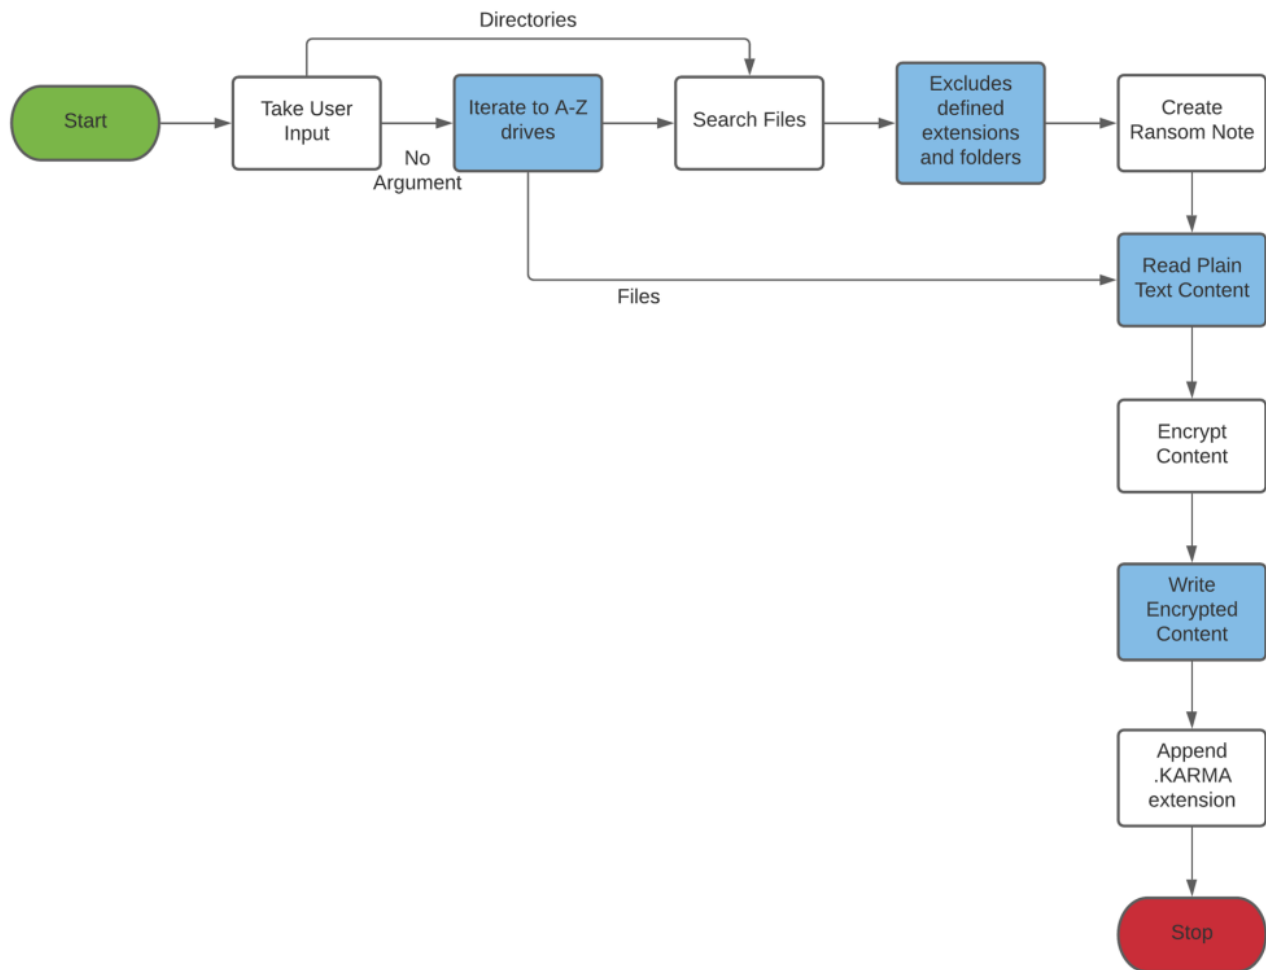 Directories
Start
Take User
Input
No
Argument
Iterate to A-Z
drives
Search Files
Excludes
defined
extensions
and folders
Create
Ransom Note
Files
Read Plain
Text Content
Encrypt
Content
Write
Encrypted
Content
Append
.KARMA
extension
Stop